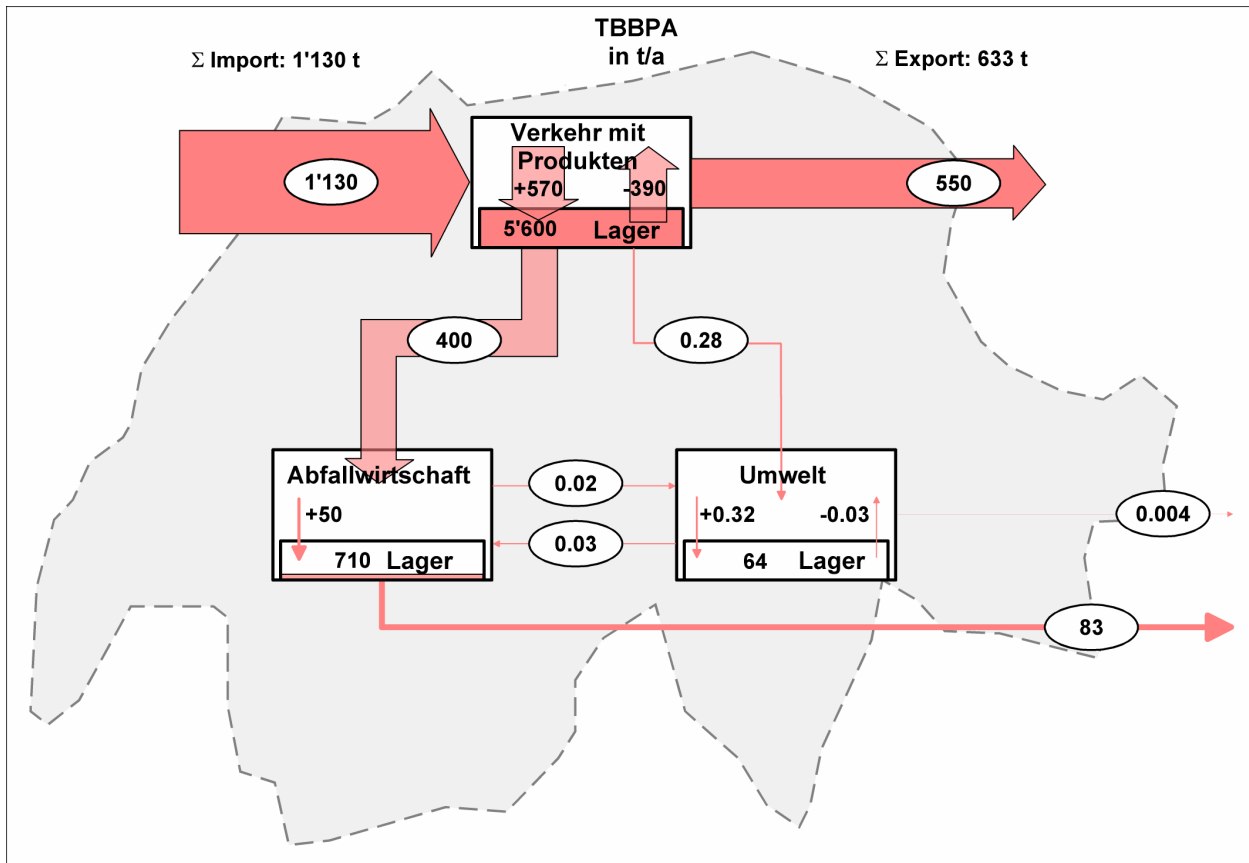 TBBPA
in t/a
Σ Import: 1'130 t
Σ Export: 633 t
Verkehr mit
Produkten
1'130
+570
-390
550
5'600 Lager
400
0.28
Abfallwirtschaft
Umwelt
0.02
+50
+0.32
-0.03
0.004
0.03
710 Lager
64 Lager
83